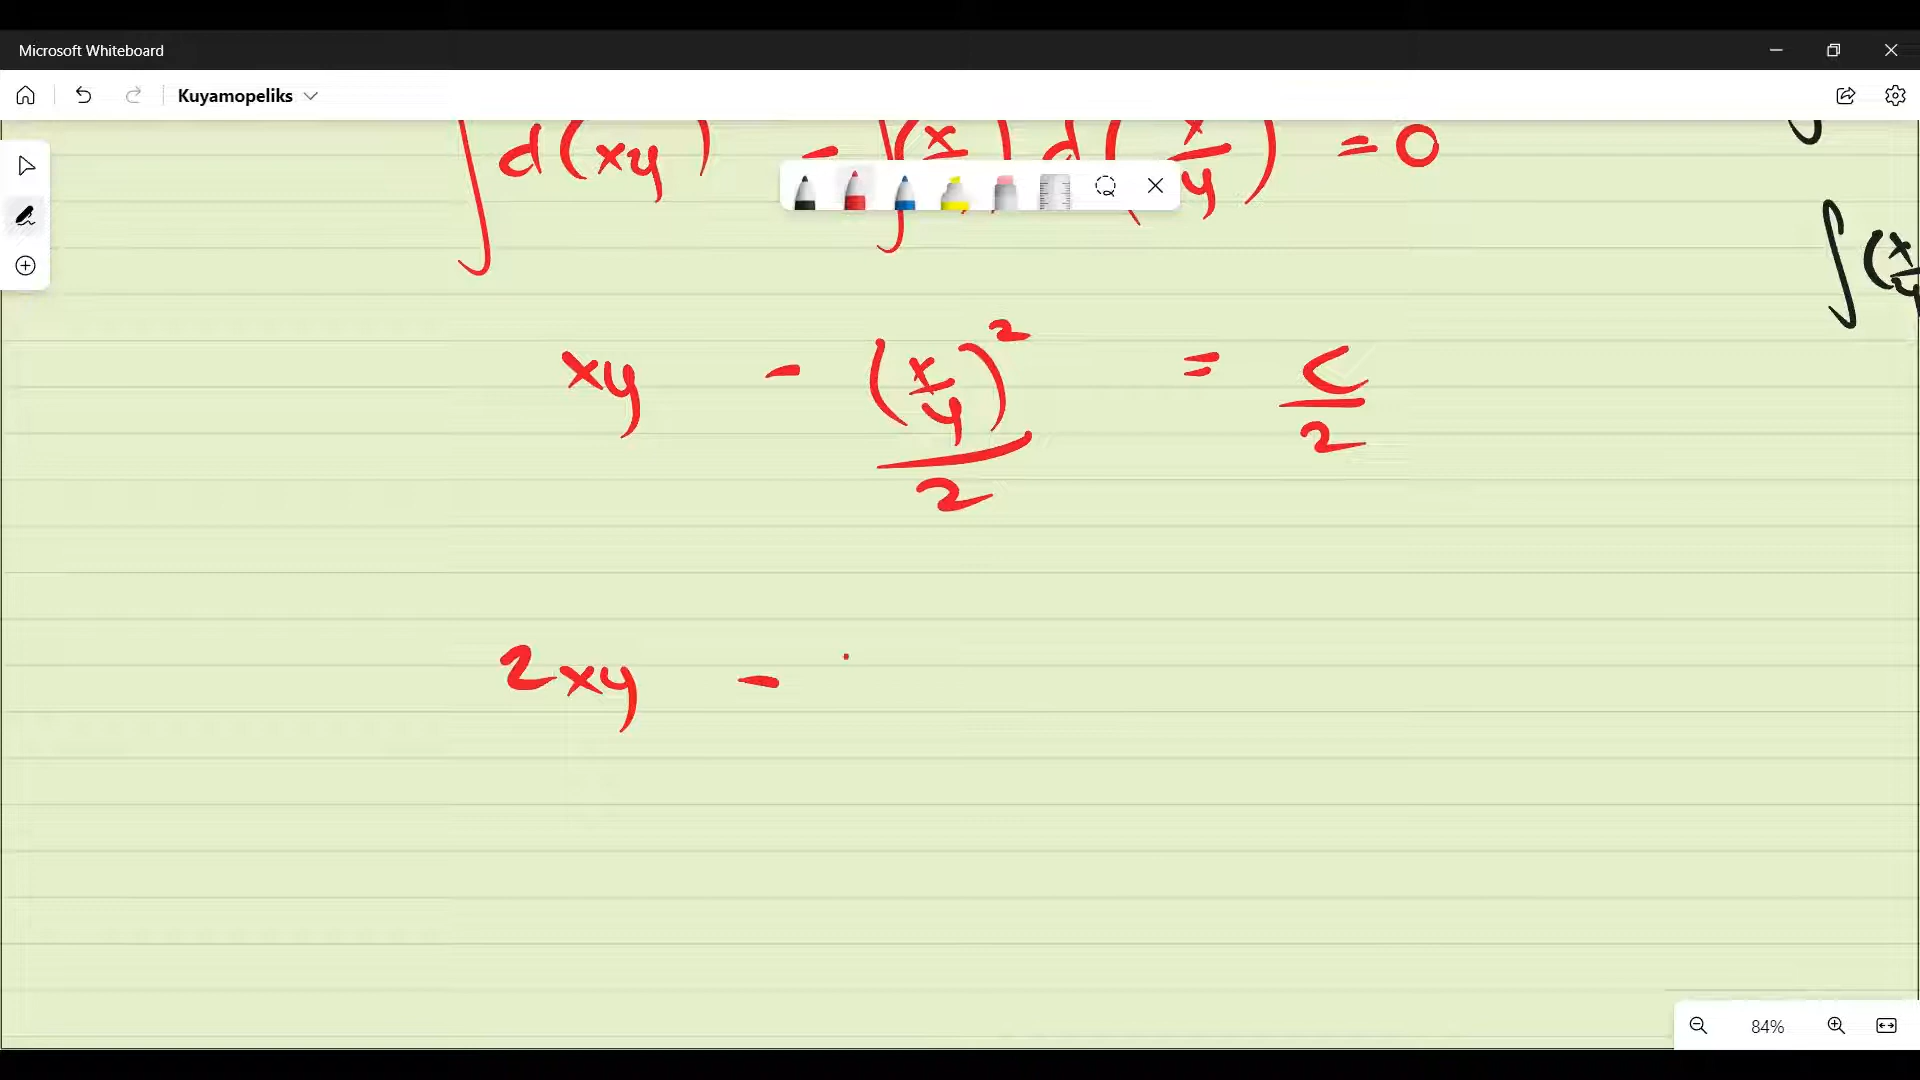 Microsoft Whiteboard
Kuyamopeliks
∫ d(xy) - ∫ (x/) d(x/y) = 0
∫(x/y
xy - (x/y)²/2 = c/2
2xy -
84%